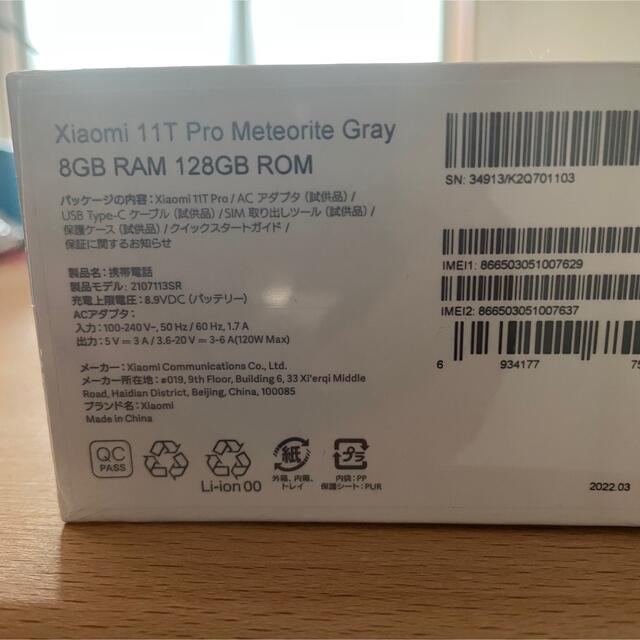 Xiaomi 11T Pro Meteorite Gray
8GB RAM 128GB ROM
パッケージの内容：Xiaomi 11T Pro / AC アダプタ（試供品）/
USB Type-C ケーブル（試供品）/ SIM 取り出しツール（試供品）/
保護ケース（試供品）/ クイックスタートガイド /
保証に関するお知らせ
製品名：携帯電話
製品モデル：2107113SR
充電上限電圧：8.9VDC（バッテリー）
ACアダプタ：
入力：100-240 V~, 50 Hz / 60 Hz, 1.7 A
出力：5 V⎓3 A / 3.6-20 V⎓3-6 A (120W Max)
メーカー：Xiaomi Communications Co., Ltd.
メーカー所在地：#019, 9th Floor, Building 6, 33 Xi'erqi Middle
Road, Haidian District, Beijing, China, 100085
ブランド名：Xiaomi
Made in China
QC
PASS
Li-ion 00
紙
外箱、内箱、
トレイ
プラ
内袋：PP
保護シート：PUR
SN: 34913/K2Q701103
IMEI1: 866503051007629
IMEI2: 866503051007637
6 934177 75
2022.03